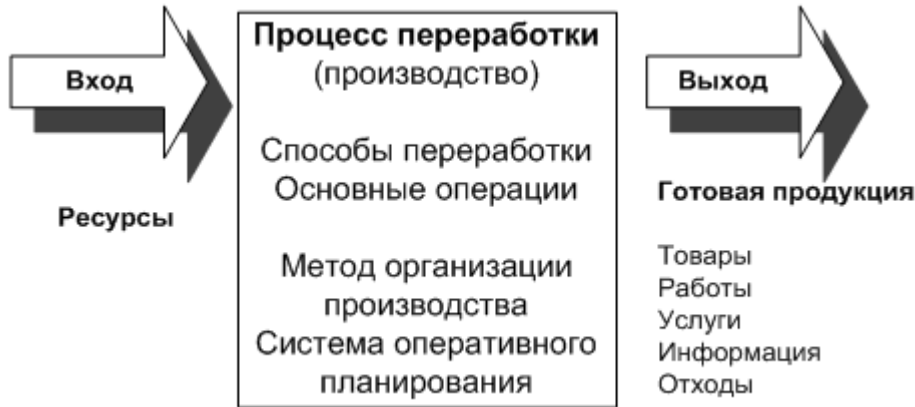 Вход
Ресурсы
Процесс переработки
(производство)
Способы переработки
Основные операции
Метод организации
производства
Система оперативного
планирования
Выход
Готовая продукция
Товары
Работы
Услуги
Информация
Отходы